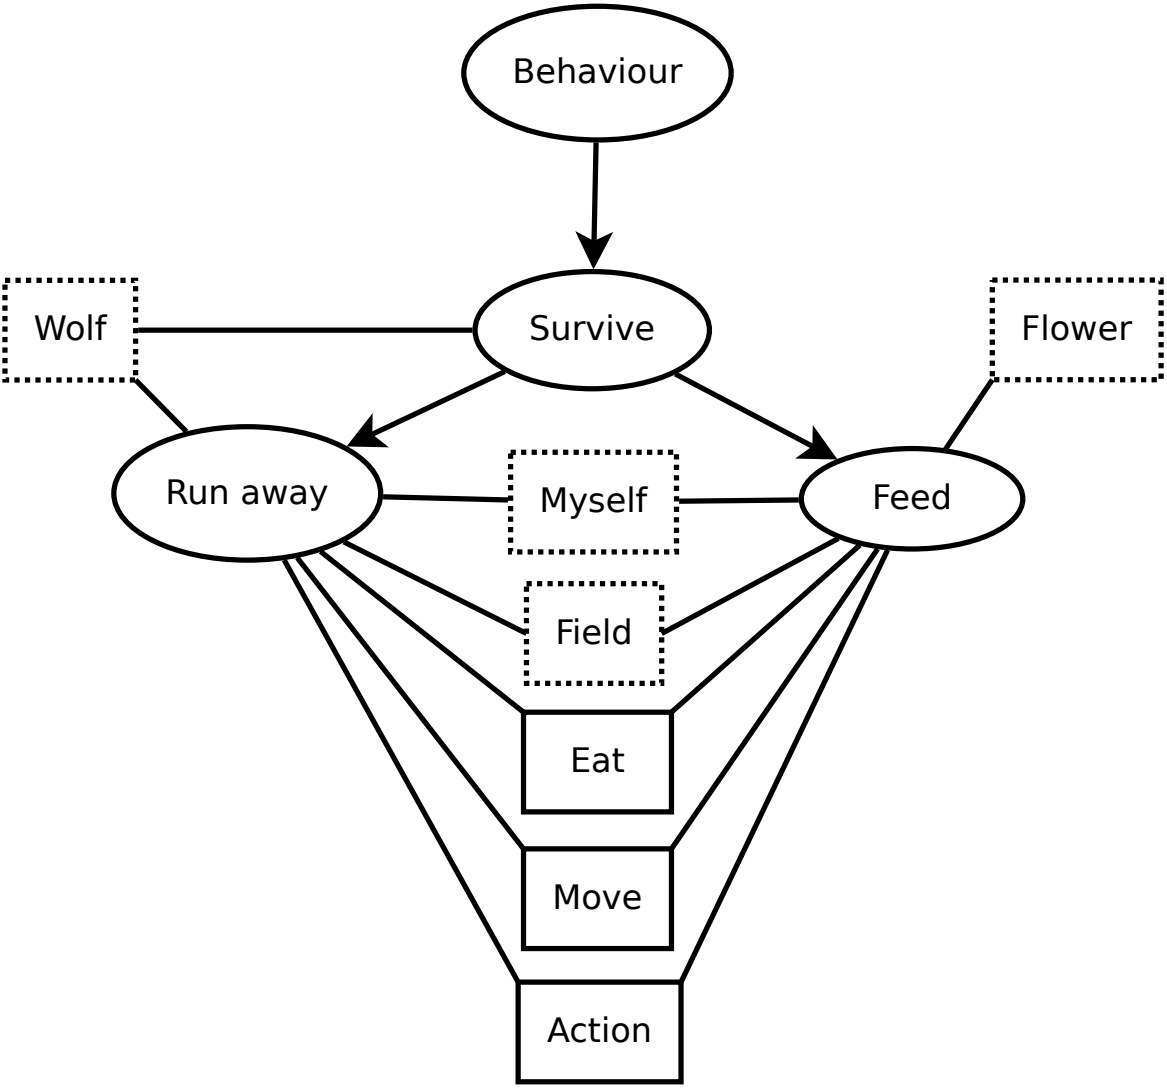 Behaviour
Wolf
Survive
Flower
Run away
Myself
Feed
Field
Eat
Move
Action